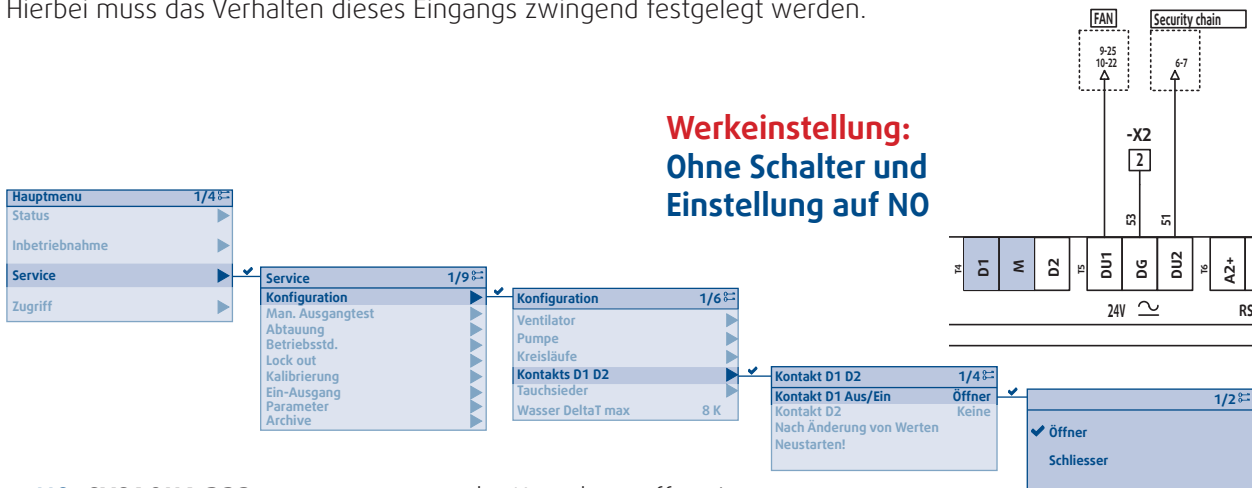 Hierbei muss das Verhalten dieses Eingangs zwingend festgelegt werden.
FAN
9-25
10-22
Security chain
6-7
-X2
2
53
51
T4
D1
M
D2
T5
DU1
DG
DU2
T6
A2+
24V
RS
Werkeinstellung:
Ohne Schalter und
Einstellung auf NO
Hauptmenu 1/4
Status
Inbetriebnahme
Service
Zugriff
Service 1/9
Konfiguration
Man. Ausgangtest
Abtauung
Betriebsstd.
Lock out
Kalibrierung
Ein-Ausgang
Parameter
Archive
Konfiguration 1/6
Ventilator
Pumpe
Kreisläufe
Kontakts D1 D2
Tauchsieder
Wasser DeltaT max 8 K
Kontakt D1 D2 1/4
Kontakt D1 Aus/Ein Öffner
Kontakt D2 Keine
Nach Änderung von Werten
Neustarten!
1/2
Öffner
Schliesser